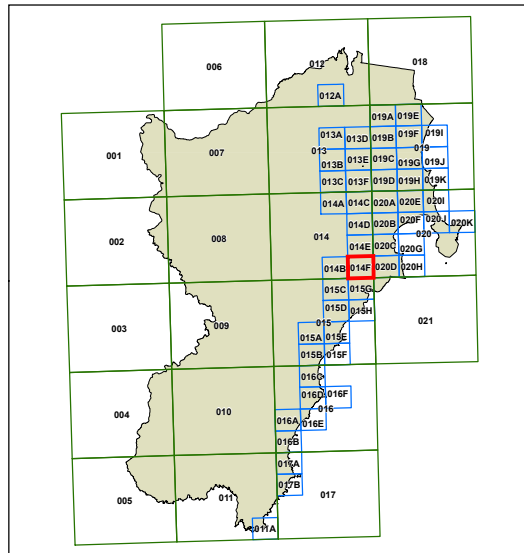 006 012 018
012A
019A 019E
001 007 013A 013D 019B 019F 019I
013 019
013B 013E 019C 019G 019J
013C 013F 019D 019H 019K
014A 014C 020A 020E 020I
002 008 014 014D 020B 020F 020J 020K
020
014E 020C 020G
014B 014F 020D 020H
015C 015G
003 009 015D 015H 021
015
015A 015E
015B 015F
016C
004 010 016D 016F
016
016A 016E
016B
017A
005 011 017B 017
011A